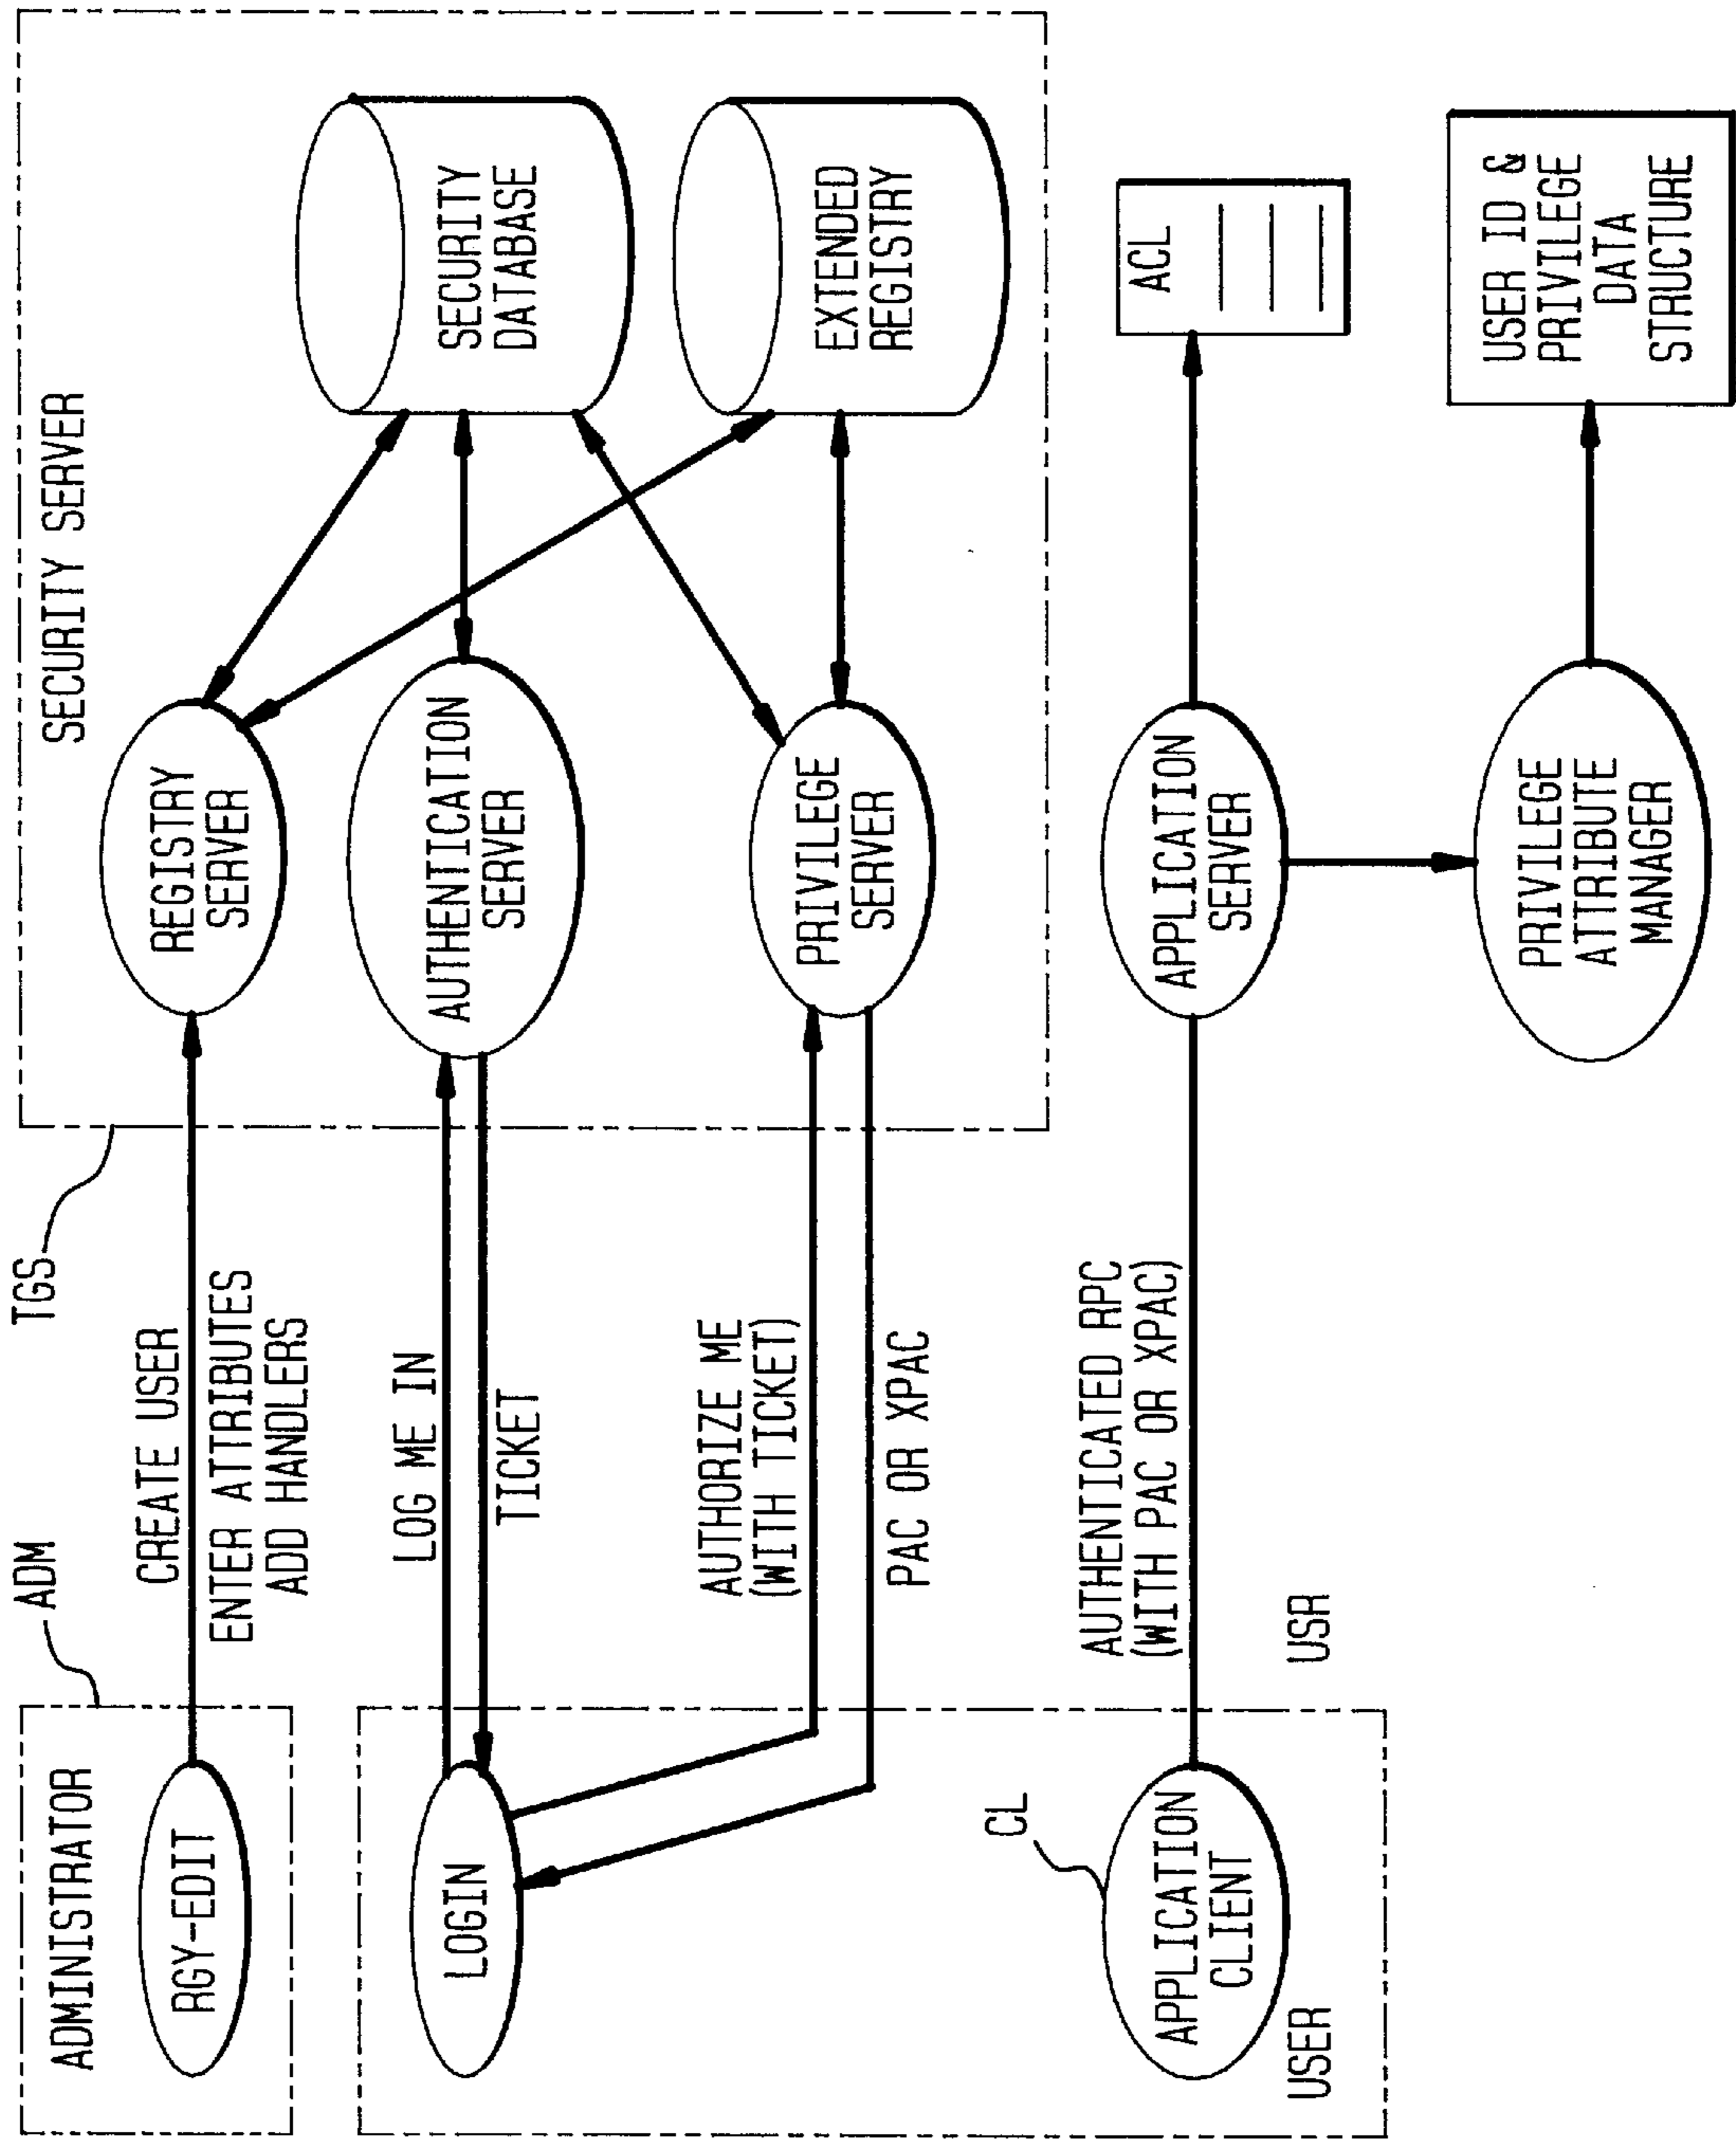 ADMINISTRATOR
ADM
RGY-EDIT
CREATE USER
ENTER ATTRIBUTES
ADD HANDLERS
TGS
SECURITY SERVER
REGISTRY
SERVER
LOGIN
LOG ME IN
TICKET
AUTHENTICATION
SERVER
SECURITY
DATABASE
AUTHORIZE ME
(WITH TICKET)
PAC OR XPAC
PRIVILEGE
SERVER
EXTENDED
REGISTRY
CL
APPLICATION
CLIENT
USER
AUTHENTICATED RPC
(WITH PAC OR XPAC)
USR
APPLICATION
SERVER
ACL
PRIVILEGE
ATTRIBUTE
MANAGER
USER ID &
PRIVILEGE
DATA
STRUCTURE